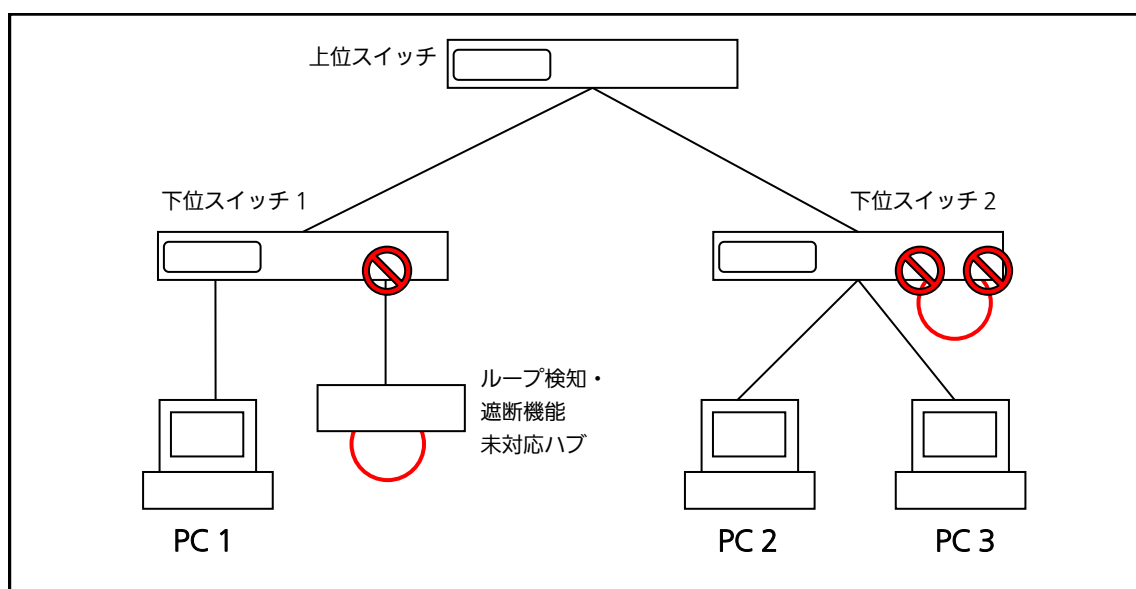 上位スイッチ
下位スイッチ 1
下位スイッチ 2
ループ検知・
遮断機能
未対応ハブ
PC 1
PC 2
PC 3